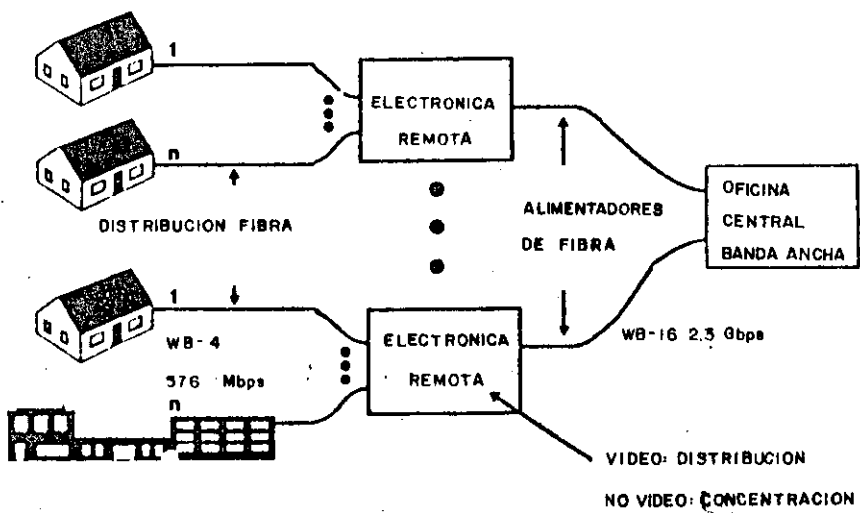 1
ELECTRONICA
REMOTA
n
DISTRIBUCION FIBRA
ALIMENTADORES
DE FIBRA
OFICINA
CENTRAL
BANDA ANCHA
1
WB-4
576 Mbps
n
ELECTRONICA
REMOTA
WB-16 2.3 Gbps
VIDEO: DISTRIBUCION
NO VIDEO: CONCENTRACION